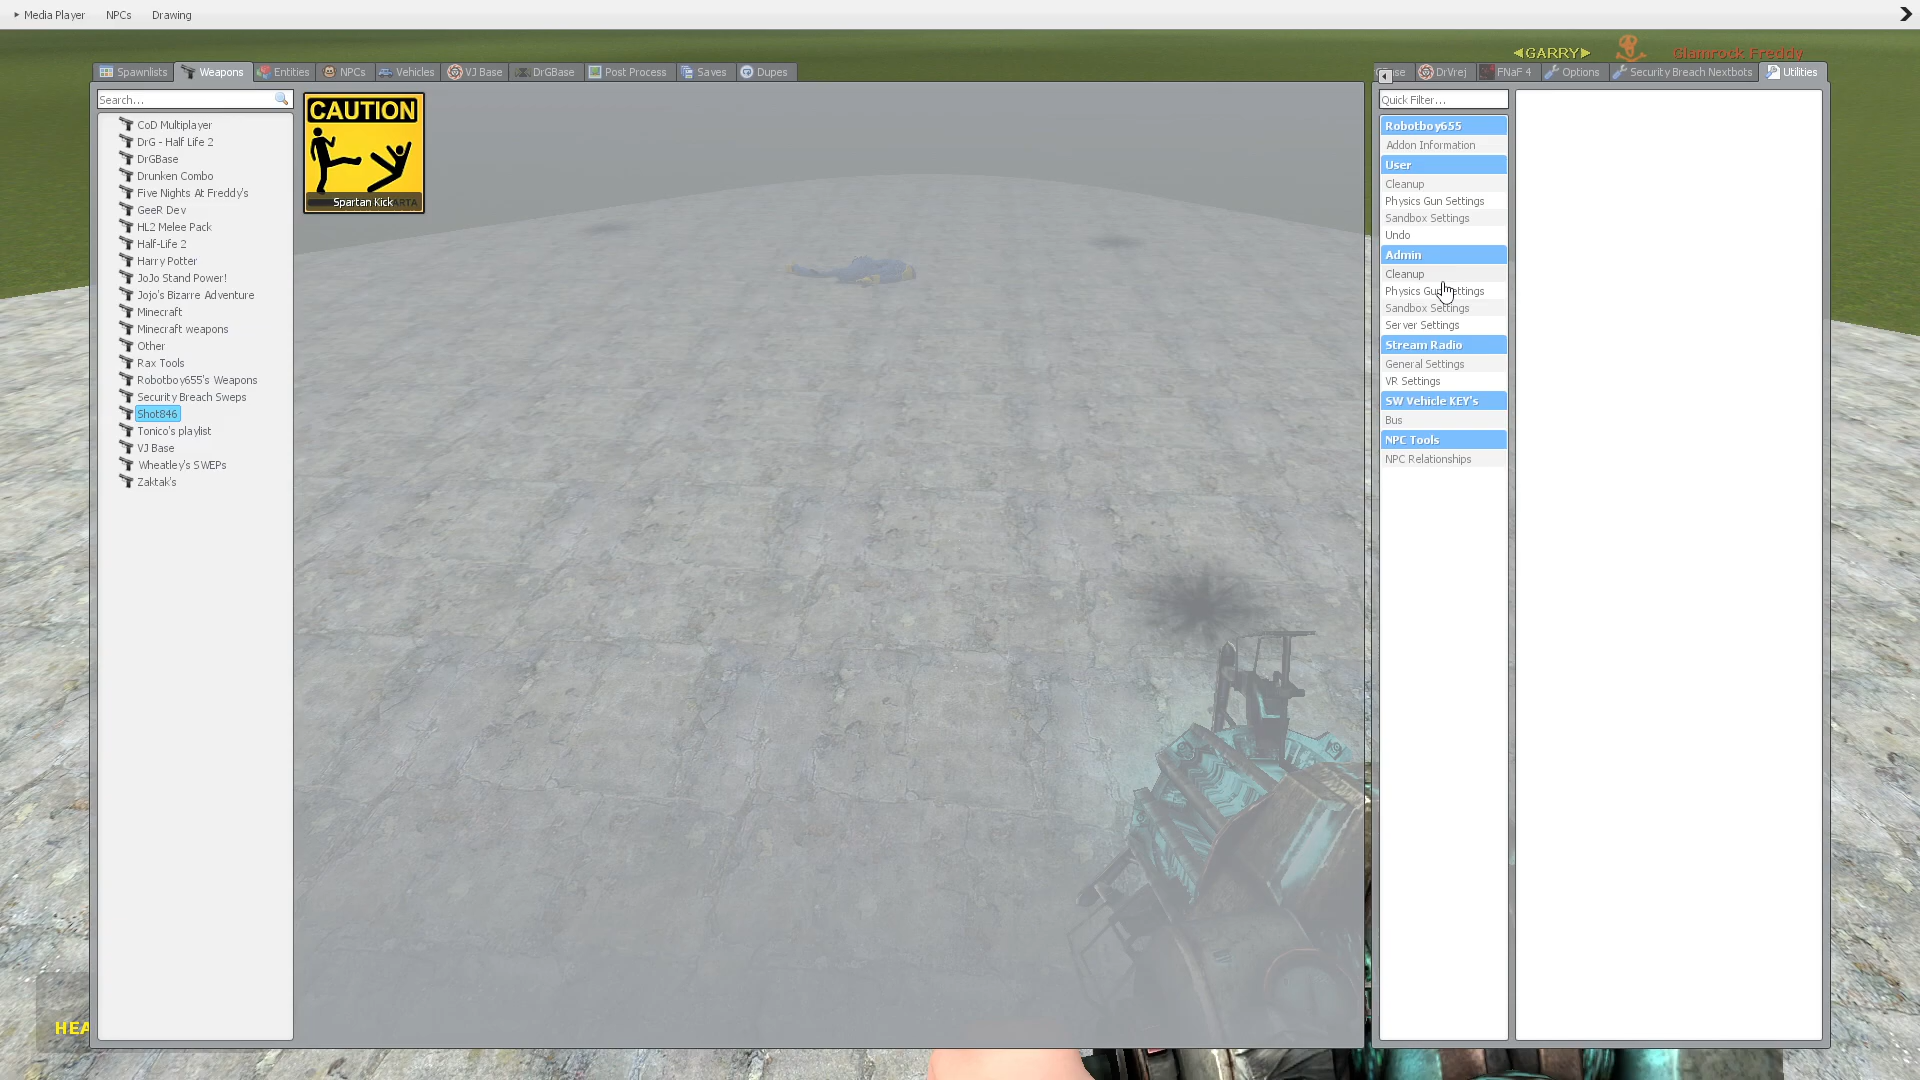 Media Player NPCs Drawing
GARRY Glamrock Freddy
Spawnlists Weapons Entities NPCs Vehicles VJ Base DrGBase Post Process Saves Dupes
DrVrej FNaF 4 Options Security Breach Nextbots Utilities
Search...
CoD Multiplayer
DrG - Half Life 2
DrGBase
Drunken Combo
Five Nights At Freddy's
GeeR Dev
HL2 Melee Pack
Half-Life 2
Harry Potter
JoJo Stand Power!
Jojo's Bizarre Adventure
Minecraft
Minecraft weapons
Other
Rax Tools
Robotboy655's Weapons
Security Breach Sweps
Shot846
Tonico's playlist
VJ Base
Wheatley's SWEPs
Zaktak's
CAUTION
Spartan Kick
Quick Filter...
Robotboy655
Addon Information
User
Cleanup
Physics Gun Settings
Sandbox Settings
Undo
Admin
Cleanup
Physics Gun Settings
Sandbox Settings
Server Settings
Stream Radio
General Settings
VR Settings
SW Vehicle KEY's
Bus
NPC Tools
NPC Relationships
HEA